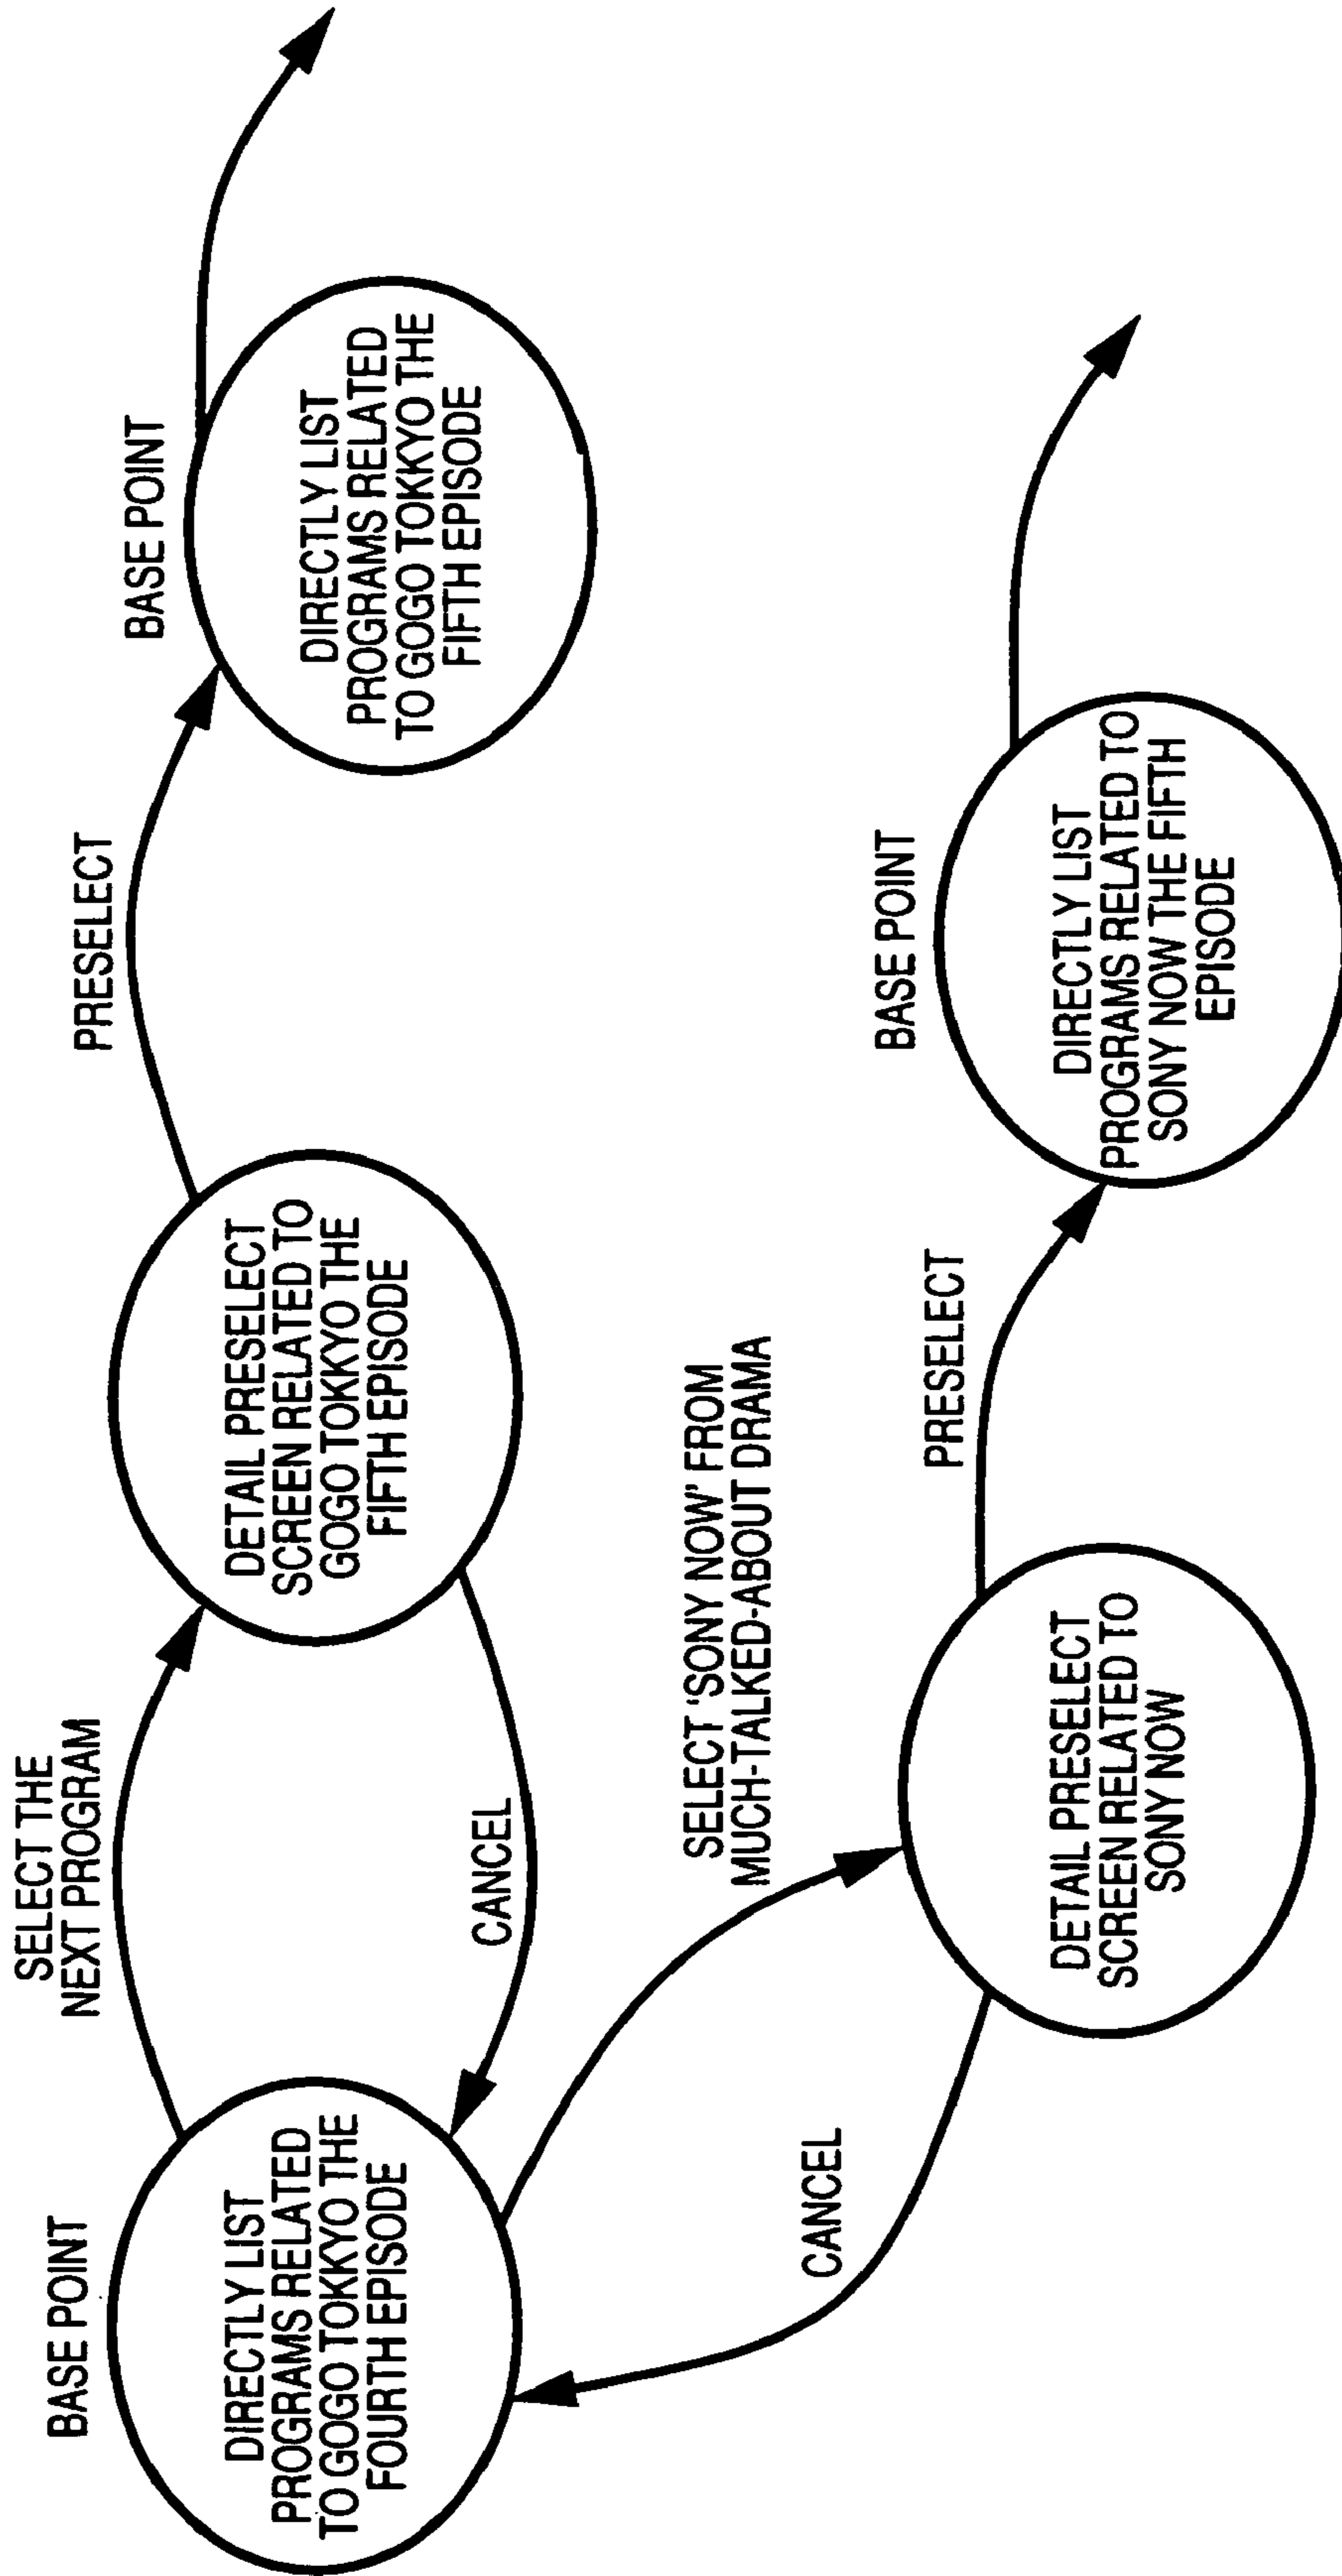 BASE POINT
DIRECTLY LIST
PROGRAMS RELATED
TO GOGO TOKKYO THE
FOURTH EPISODE
SELECT THE
NEXT PROGRAM
CANCEL
DETAIL PRESELECT
SCREEN RELATED TO
GOGO TOKKYO THE
FIFTH EPISODE
PRESELECT
BASE POINT
DIRECTLY LIST
PROGRAMS RELATED
TO GOGO TOKKYO THE
FIFTH EPISODE
SELECT 'SONY NOW' FROM
MUCH-TALKED-ABOUT DRAMA
CANCEL
DETAIL PRESELECT
SCREEN RELATED TO
SONY NOW
PRESELECT
BASE POINT
DIRECTLY LIST
PROGRAMS RELATED TO
SONY NOW THE FIFTH
EPISODE